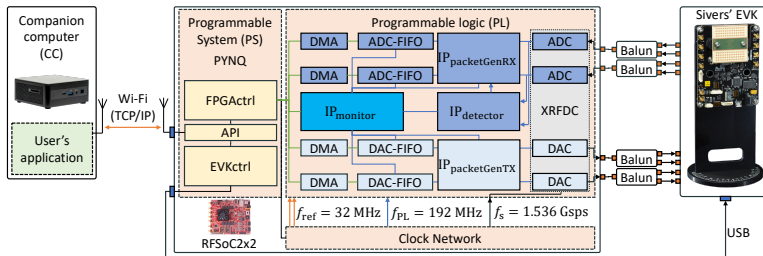 Companion
computer
(CC)
User's
application
Wi-Fi
(TCP/IP)
Programmable
System (PS)
PYNQ
FPGActrl
API
EVKctrl
RFSoC2x2
Programmable logic (PL)
DMA
ADC-FIFO
IPpacketGenRX
ADC
DMA
ADC-FIFO
ADC
IPmonitor
IPdetector
XRFDC
DMA
DAC-FIFO
IPpacketGenTX
DAC
DMA
DAC-FIFO
DAC
fref = 32 MHz
fPL = 192 MHz
fs = 1.536 Gsps
Clock Network
Balun
Balun
Balun
Balun
Sivers' EVK
USB